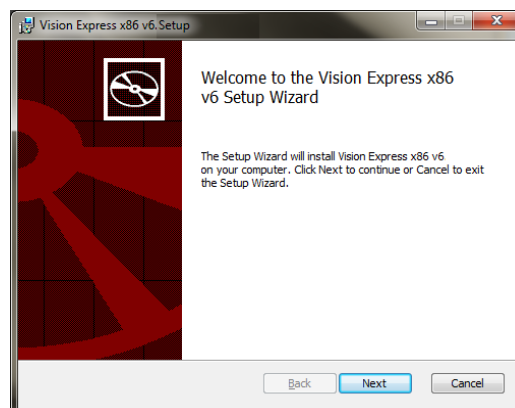 Vision Express x86 v6.Setup
Welcome to the Vision Express x86
v6 Setup Wizard
The Setup Wizard will install Vision Express x86 v6
on your computer. Click Next to continue or Cancel to exit
the Setup Wizard.
Back Next Cancel